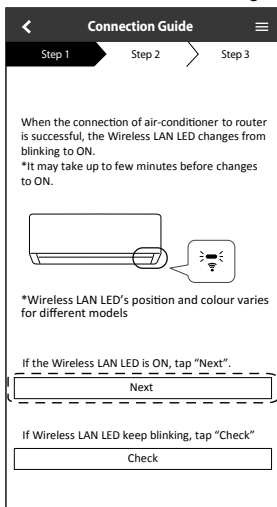 Connection Guide
Step 1 Step 2 Step 3
When the connection of air-conditioner to router
is successful, the Wireless LAN LED changes from
blinking to ON.
*It may take up to few minutes before changes
to ON.
*Wireless LAN LED's position and colour varies
for different models
If the Wireless LAN LED is ON, tap “Next”.
Next
If Wireless LAN LED keep blinking, tap “Check”
Check